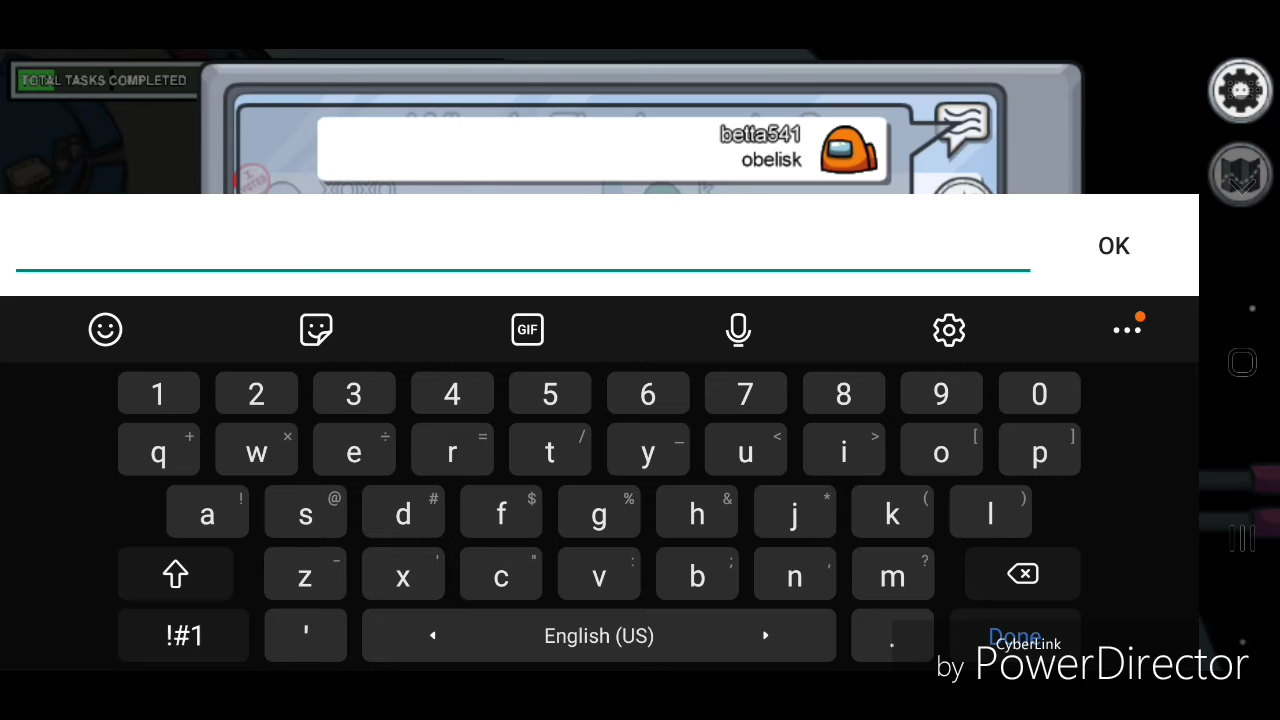 TOTAL TASKS COMPLETED
betta541
obelisk
I VOTED
OK
GIF
1 2 3 4 5 6 7 8 9 0
q + w × e ÷ r = t / y _ u < i > o [ p ]
a ! s @ d # f $ g % h & j * k ( l )
z - x ' c " v : b ; n , m ?
!#1 ' English (US) . Done
CyberLink
by PowerDirector